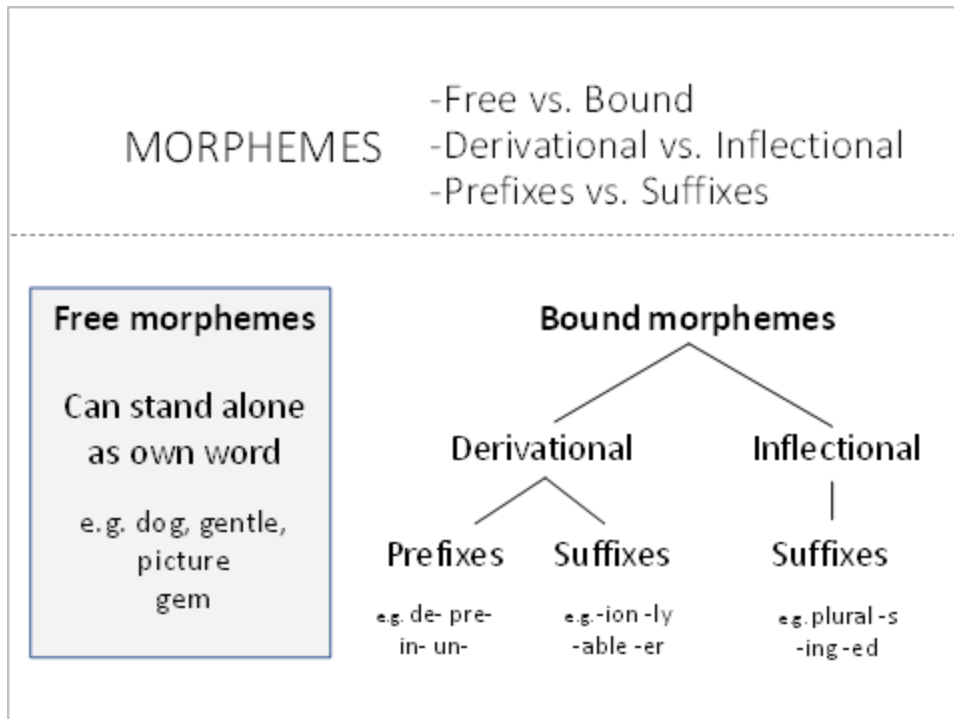 MORPHEMES
-Free vs. Bound
-Derivational vs. Inflectional
-Prefixes vs. Suffixes
Free morphemes
Can stand alone
as own word
e.g. dog, gentle,
picture
gem
Bound morphemes
Derivational
Inflectional
Prefixes
Suffixes
Suffixes
e.g. de- pre-
in- un-
e.g.-ion -ly
-able -er
e.g. plural -s
-ing -ed